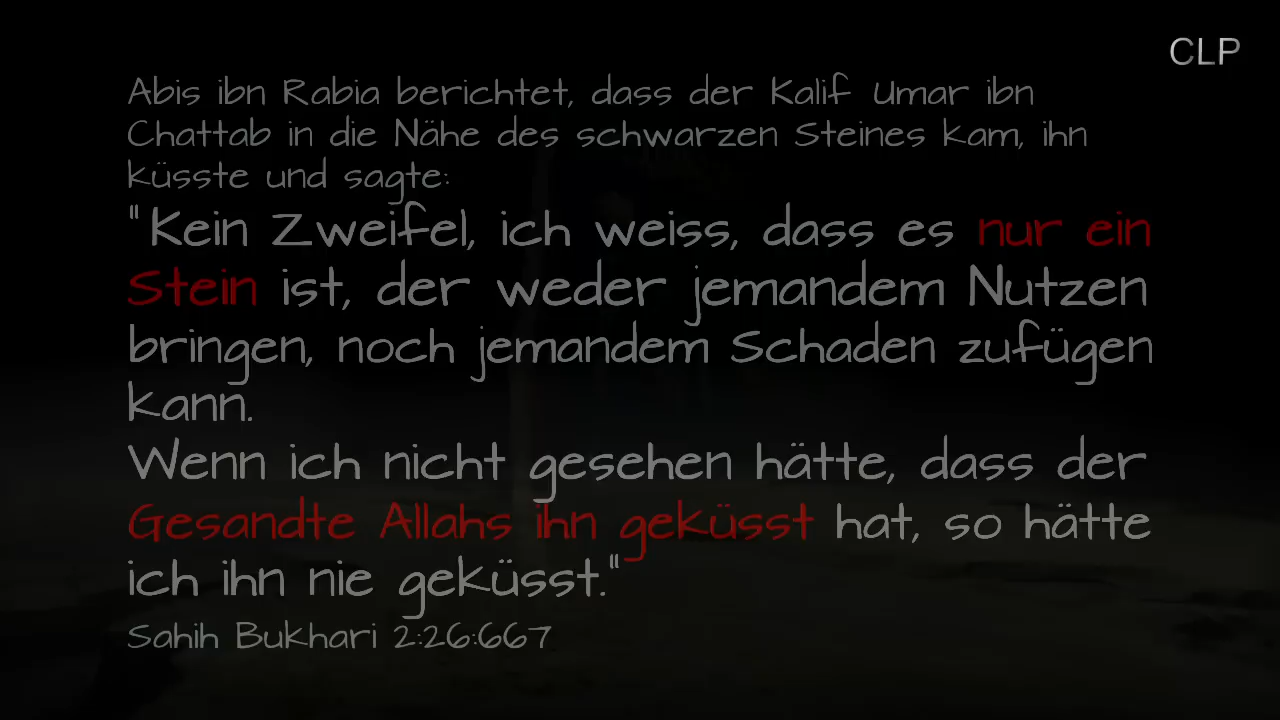 CLP
Abis ibn Rabia berichtet, dass der Kalif Umar ibn
Chattab in die Nähe des schwarzen Steines kam, ihn
küsste und sagte:
"Kein Zweifel, ich weiss, dass es nur ein
Stein ist, der weder jemandem Nutzen
bringen, noch jemandem Schaden zufügen
kann.
Wenn ich nicht gesehen hätte, dass der
Gesandte Allahs ihn geküsst hat, so hätte
ich ihn nie geküsst."
Sahih Bukhari 2:26:667